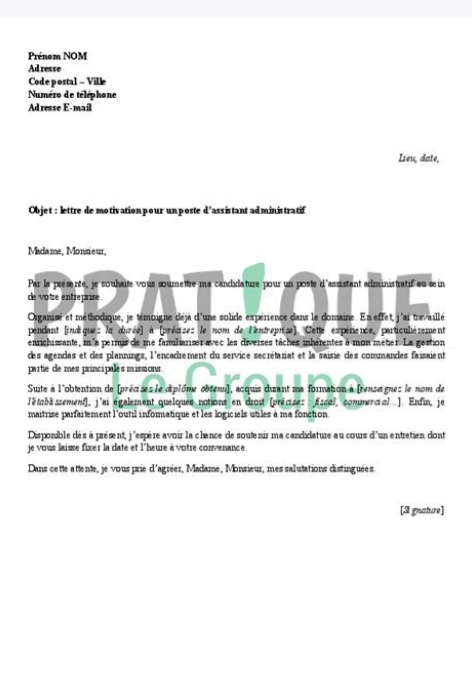 Prénom NOM
Adresse
Code postal – Ville
Numéro de téléphone
Adresse E-mail
Lieu, date,
Objet : lettre de motivation pour un poste d'assistant administratif
Madame, Monsieur,
Par la présente, je souhaite vous soumettre ma candidature pour un poste d'assistant administratif au sein
de votre entreprise.
PRAT!QUE
Organisé et méthodique, je témoigne déjà d'une solide expérience dans le domaine. En effet, j'ai travaillé
pendant [indiquez la durée] à [précisez le nom de l'entreprise]. Cette expérience, particulièrement
enrichissante, m'a permis de me familiariser avec les diverses tâches inhérentes à mon métier. La gestion
des agendas et des plannings, l'encadrement du service secrétariat et la saisie des commandes faisaient
partie de mes principales missions.
Le Groupe
Suite à l'obtention de [précisez le diplôme obtenu], acquis durant ma formation à [renseignez le nom de
l'établissement], j'ai également quelques notions en droit [précisez : fiscal, commercial...]. Enfin, je
maitrise parfaitement l'outil informatique et les logiciels utiles à ma fonction.
Disponible dès à présent, j'espère avoir la chance de soutenir ma candidature au cours d'un entretien dont
je vous laisse fixer la date et l'heure à votre convenance.
Dans cette attente, je vous prie d'agréer, Madame, Monsieur, mes salutations distinguées.
[Signature]